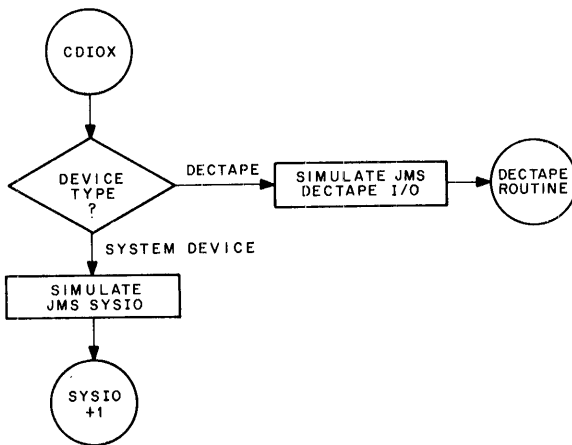 CDIOX
DEVICE
TYPE
?
DECTAPE
SIMULATE JMS
DECTAPE I/O
DECTAPE
ROUTINE
SYSTEM DEVICE
SIMULATE
JMS SYSIO
SYSIO
+1